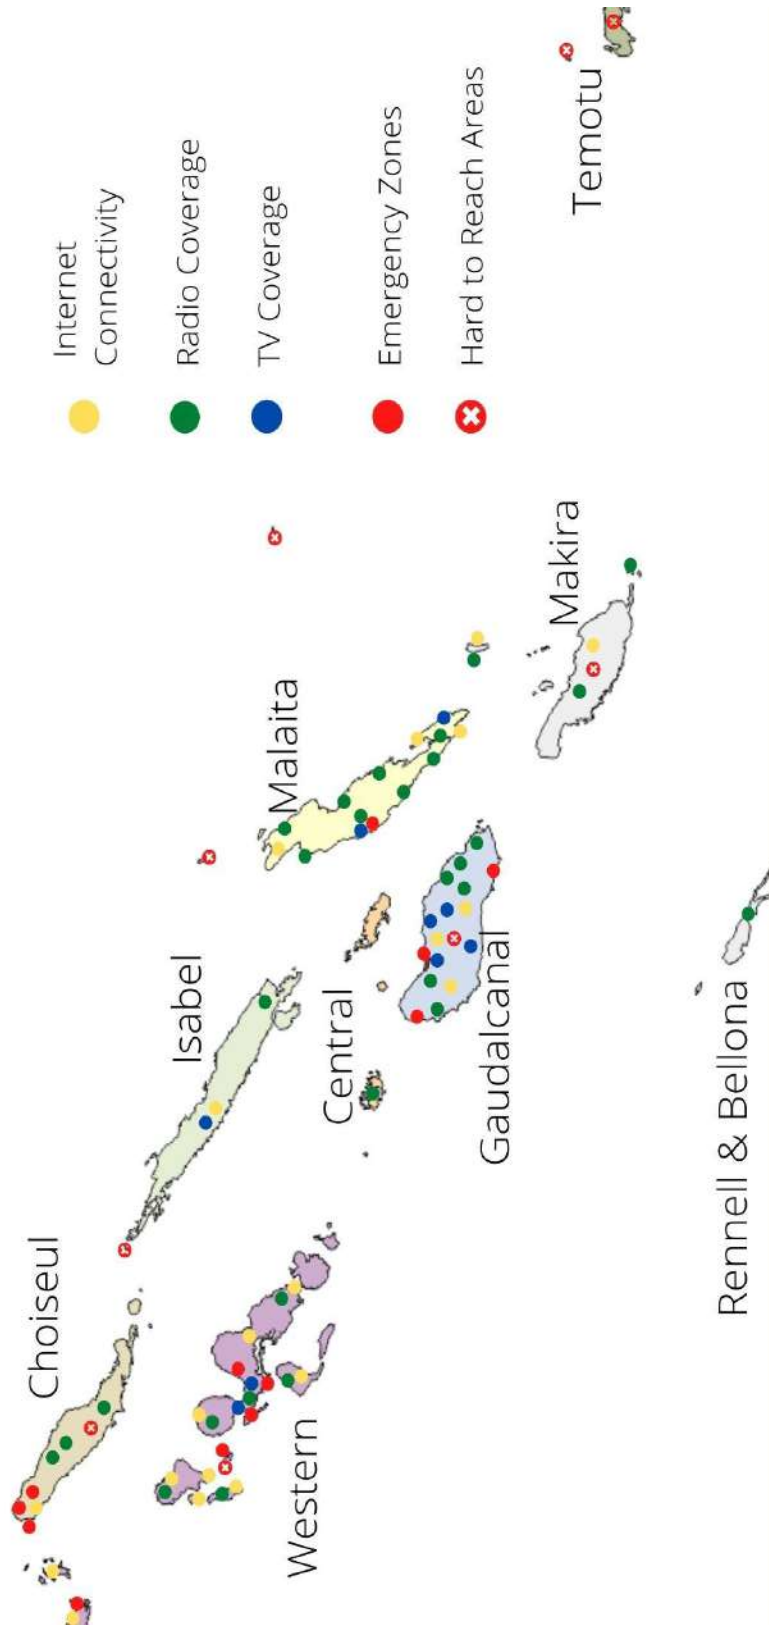 Internet
Connectivity
Radio Coverage
TV Coverage
Emergency Zones
Hard to Reach Areas
Choiseul
Western
Isabel
Central
Malaita
Gaudalcanal
Makira
Rennell & Bellona
Temotu